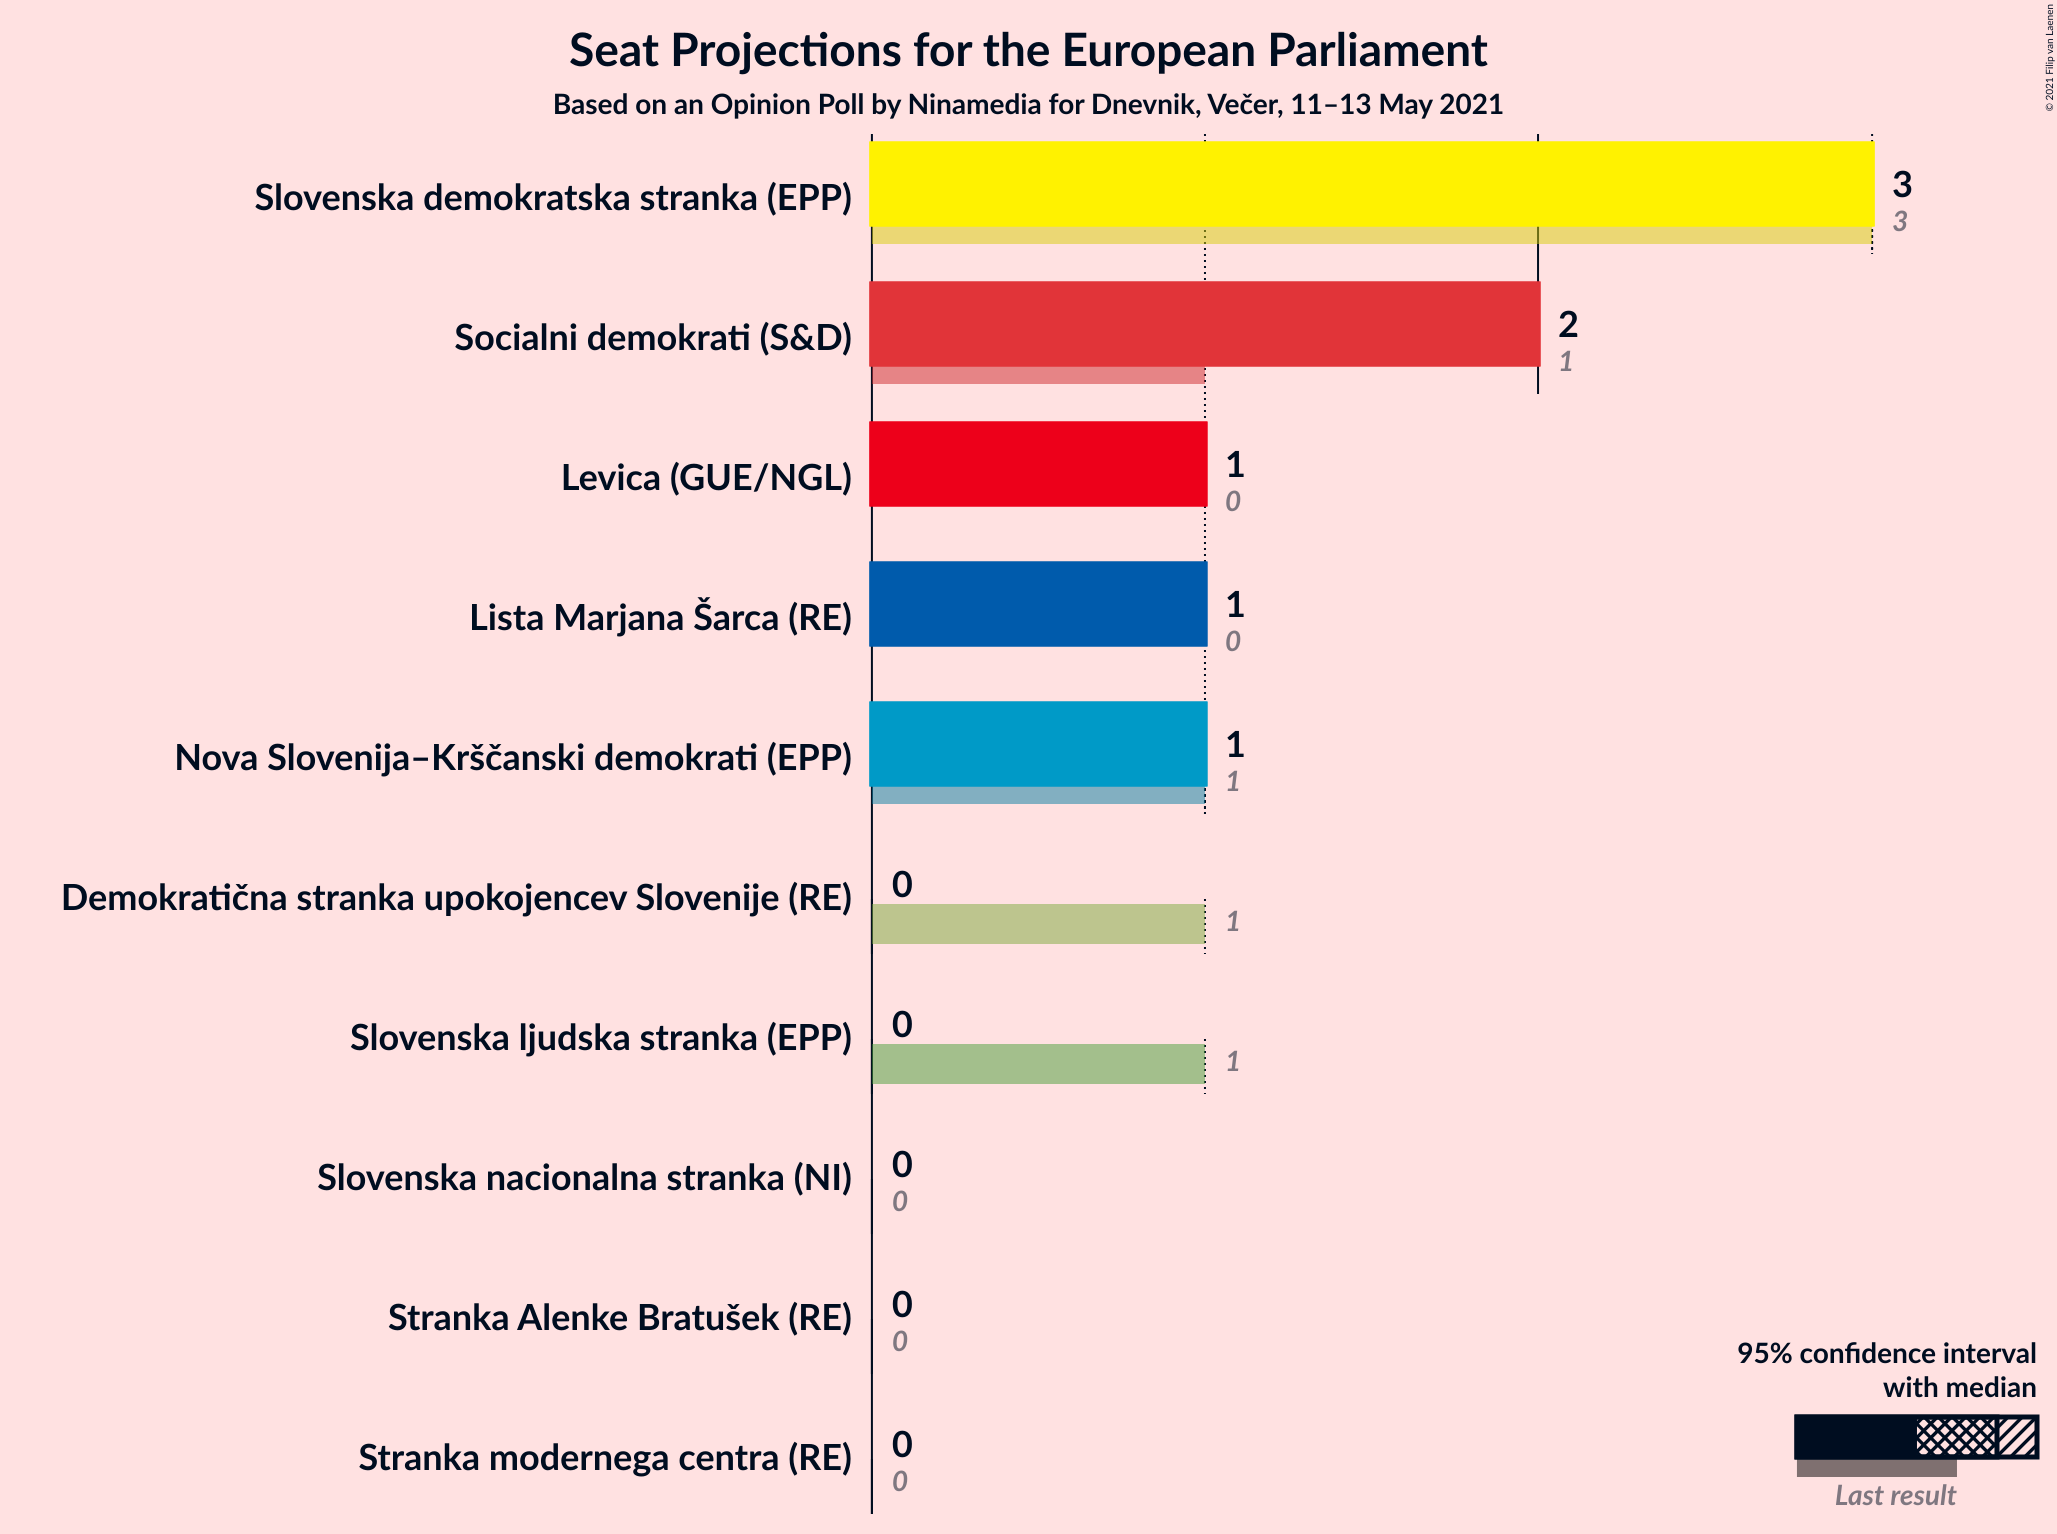 Seat Projections for the European Parliament
Based on an Opinion Poll by Ninamedia for Dnevnik, Večer, 11–13 May 2021
© 2021 Filip van Laenen
Slovenska demokratska stranka (EPP)
3
3
Socialni demokrati (S&D)
2
1
Levica (GUE/NGL)
1
0
Lista Marjana Šarca (RE)
1
0
Nova Slovenija–Krščanski demokrati (EPP)
1
1
Demokratična stranka upokojencev Slovenije (RE)
0
1
Slovenska ljudska stranka (EPP)
0
1
Slovenska nacionalna stranka (NI)
0
0
Stranka Alenke Bratušek (RE)
0
0
Stranka modernega centra (RE)
0
0
95% confidence interval
with median
Last result